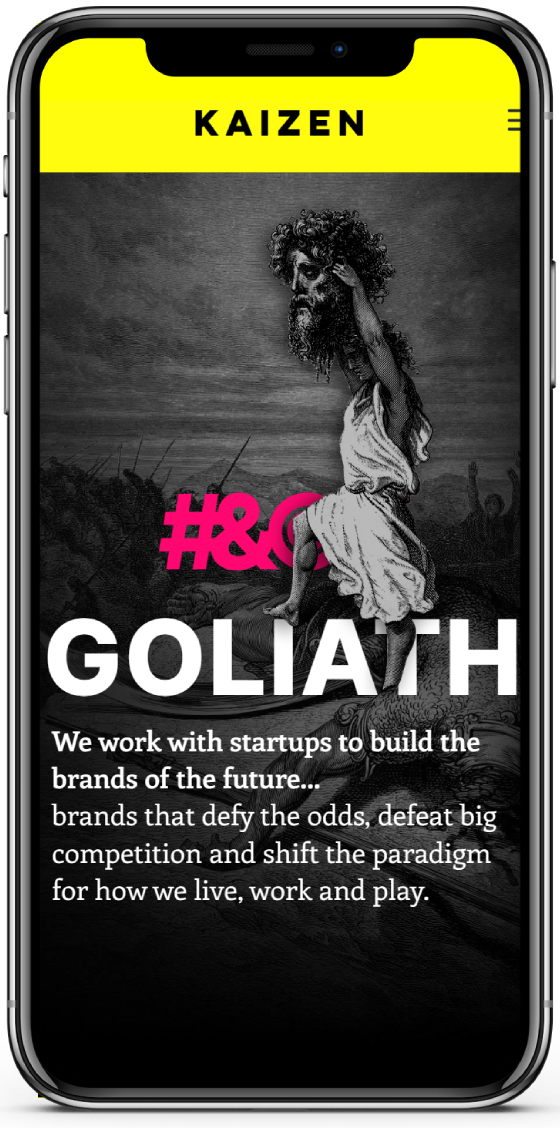 KAIZEN
#&@
GOLIATH
We work with startups to build the
brands of the future...
brands that defy the odds, defeat big
competition and shift the paradigm
for how we live, work and play.